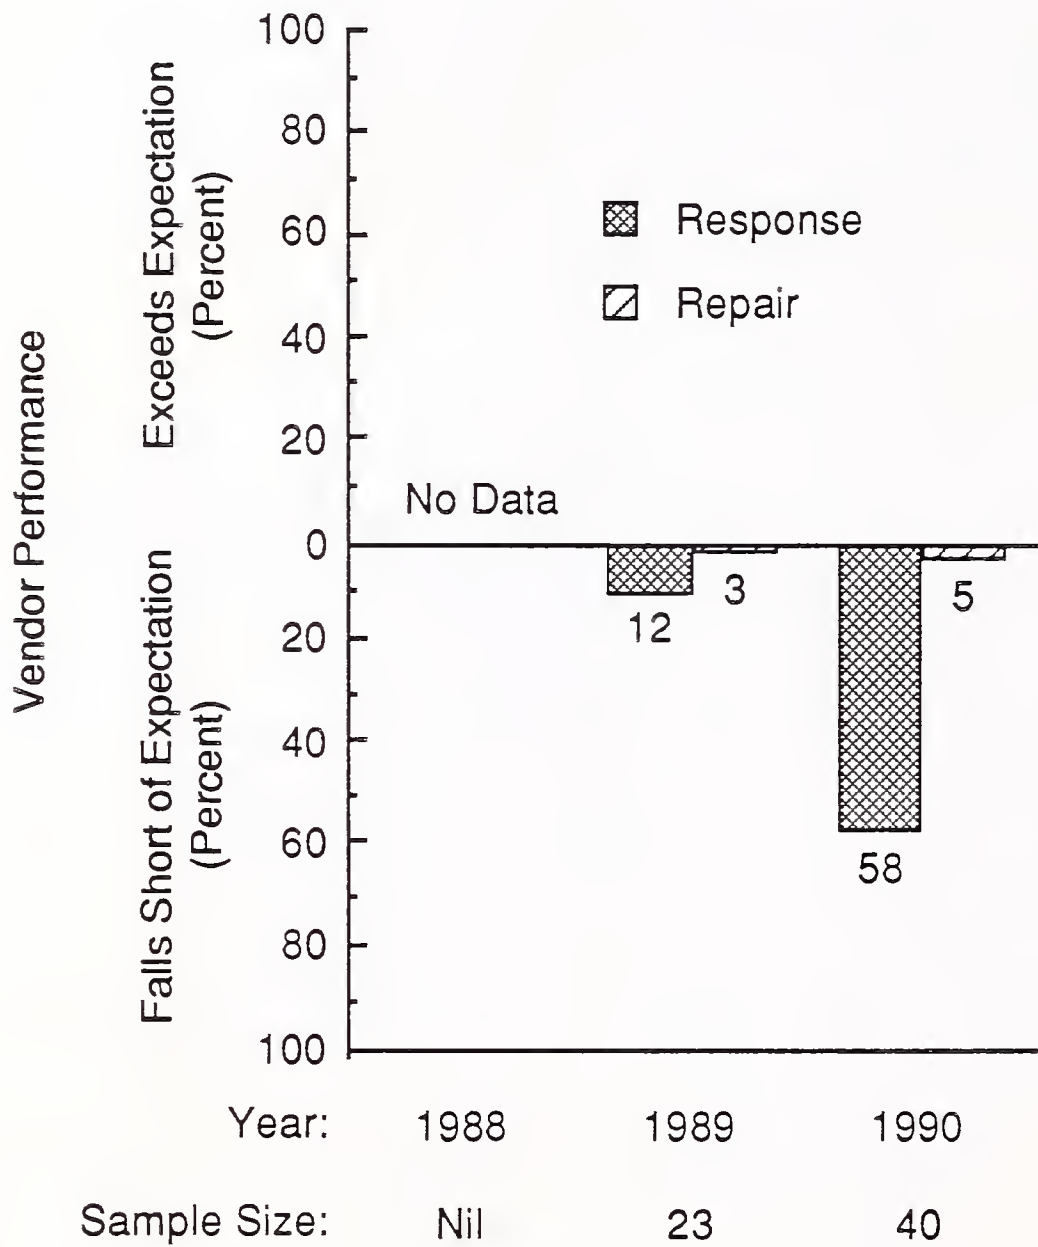 Vendor Performance
Exceeds Expectation
(Percent)
Falls Short of Expectation
(Percent)
100
80
60
40
20
0
20
40
60
80
100
Response
Repair
No Data
12
3
58
5
Year: 1988 1989 1990
Sample Size: Nil 23 40